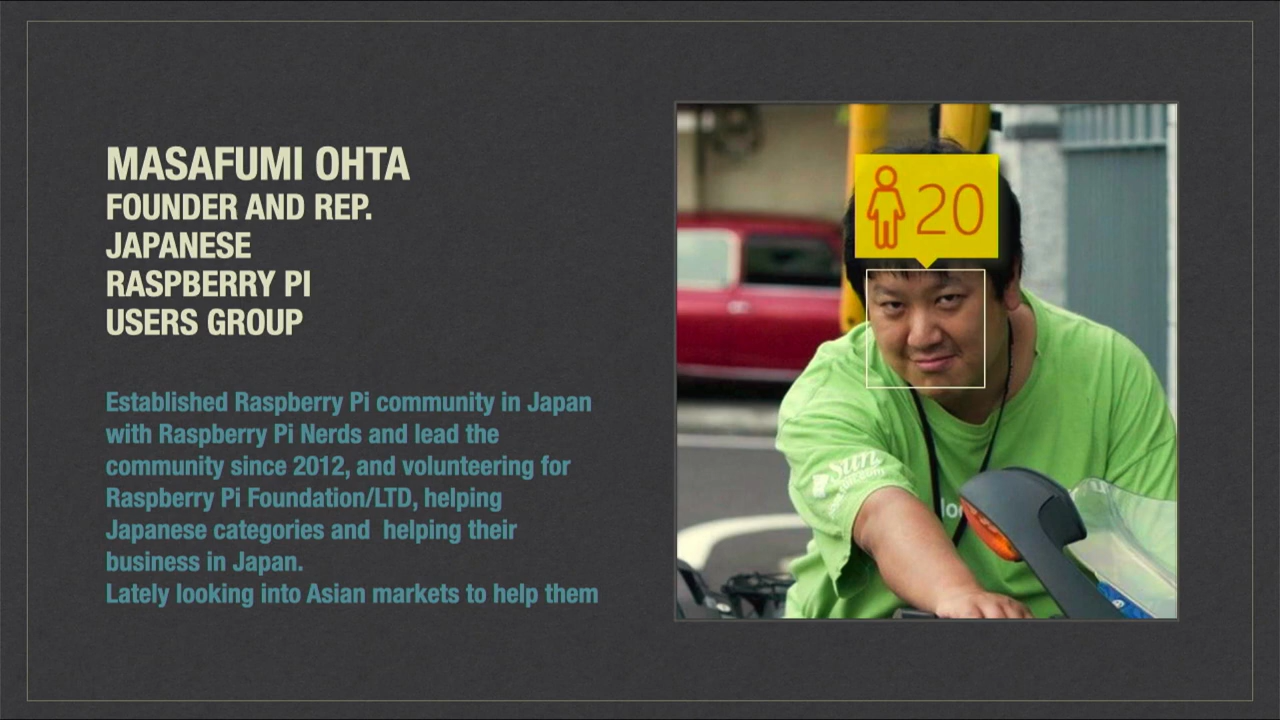 MASAFUMI OHTA
FOUNDER AND REP.
JAPANESE
RASPBERRY PI
USERS GROUP
Established Raspberry Pi community in Japan
with Raspberry Pi Nerds and lead the
community since 2012, and volunteering for
Raspberry Pi Foundation/LTD, helping
Japanese categories and  helping their
business in Japan.
Lately looking into Asian markets to help them
20
Sun